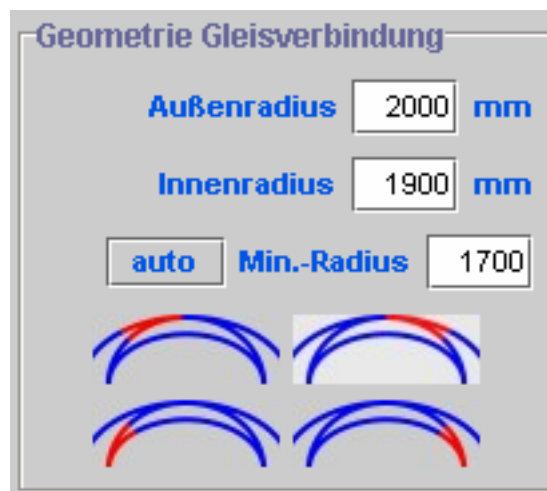 Geometrie Gleisverbindung
Außenradius 2000 mm
Innenradius 1900 mm
auto Min.-Radius 1700